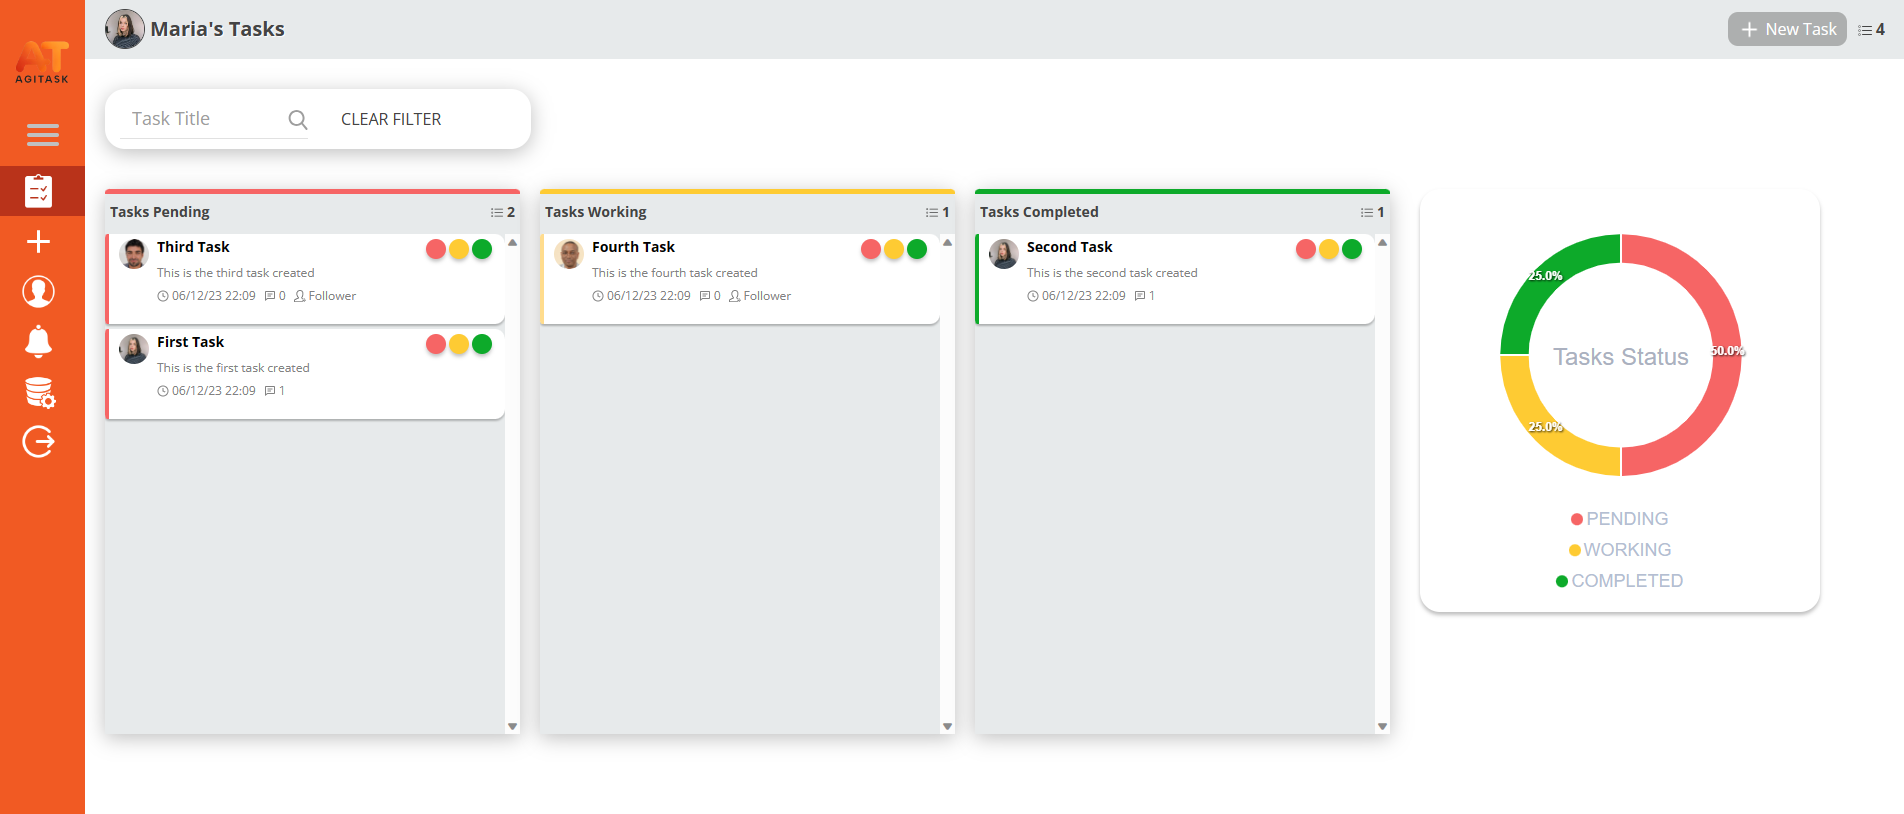 AT
AGITASK
Maria's Tasks
New Task
4
Task Title
CLEAR FILTER
Tasks Pending
2
Third Task
This is the third task created
06/12/23 22:09 0 Follower
First Task
This is the first task created
06/12/23 22:09 1
Tasks Working
1
Fourth Task
This is the fourth task created
06/12/23 22:09 0 Follower
Tasks Completed
1
Second Task
This is the second task created
06/12/23 22:09 1
25.0%
50.0%
Tasks Status
25.0%
PENDING
WORKING
COMPLETED